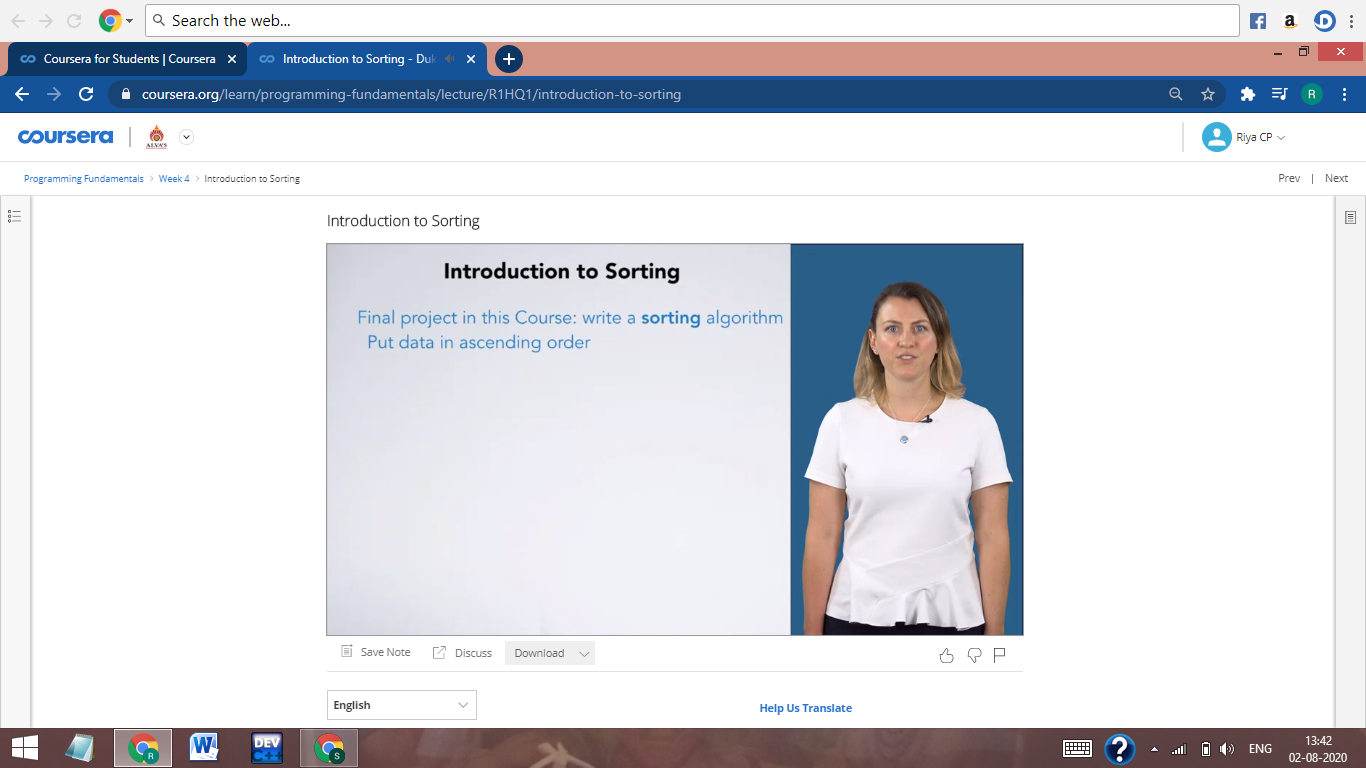 Search the web...
Coursera for Students | Coursera
Introduction to Sorting - Duk
coursera.org/learn/programming-fundamentals/lecture/R1HQ1/introduction-to-sorting
R
coursera
ALVA'S
Riya CP
Programming Fundamentals > Week 4 > Introduction to Sorting
Prev | Next
Introduction to Sorting
Introduction to Sorting
Final project in this Course: write a sorting algorithm
Put data in ascending order
Save Note
Discuss
Download
English
Help Us Translate
R
W
DEV
C++
S
ENG
13:42
02-08-2020